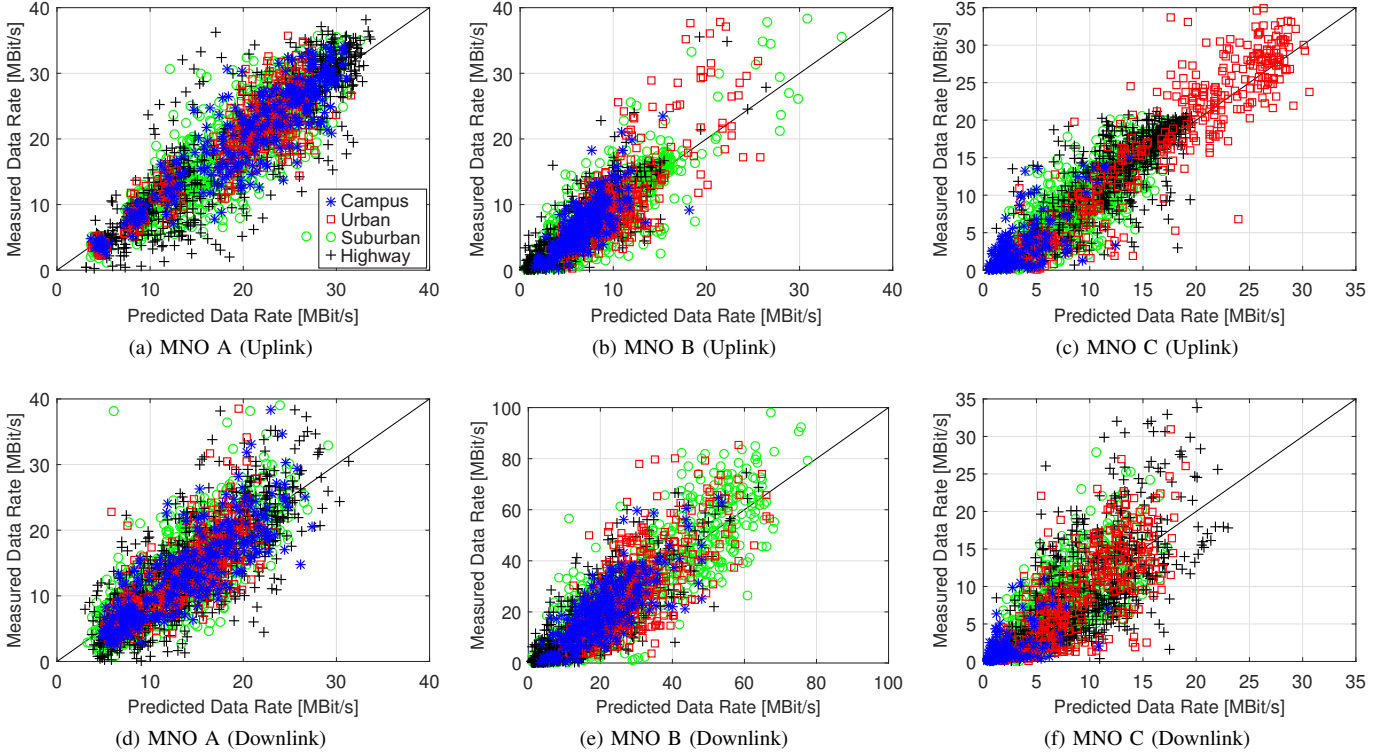 Measured Data Rate [MBit/s]
40
30
20
10
0
0 10 20 30 40
Campus
Urban
Suburban
Highway
Predicted Data Rate [MBit/s]
(a) MNO A (Uplink)
Measured Data Rate [MBit/s]
40
30
20
10
0
0 10 20 30 40
Predicted Data Rate [MBit/s]
(b) MNO B (Uplink)
Measured Data Rate [MBit/s]
35
30
25
20
15
10
5
0
0 5 10 15 20 25 30 35
Predicted Data Rate [MBit/s]
(c) MNO C (Uplink)
Measured Data Rate [MBit/s]
40
30
20
10
0
0 10 20 30 40
Predicted Data Rate [MBit/s]
(d) MNO A (Downlink)
Measured Data Rate [MBit/s]
100
80
60
40
20
0
0 20 40 60 80 100
Predicted Data Rate [MBit/s]
(e) MNO B (Downlink)
Measured Data Rate [MBit/s]
35
30
25
20
15
10
5
0
0 5 10 15 20 25 30 35
Predicted Data Rate [MBit/s]
(f) MNO C (Downlink)